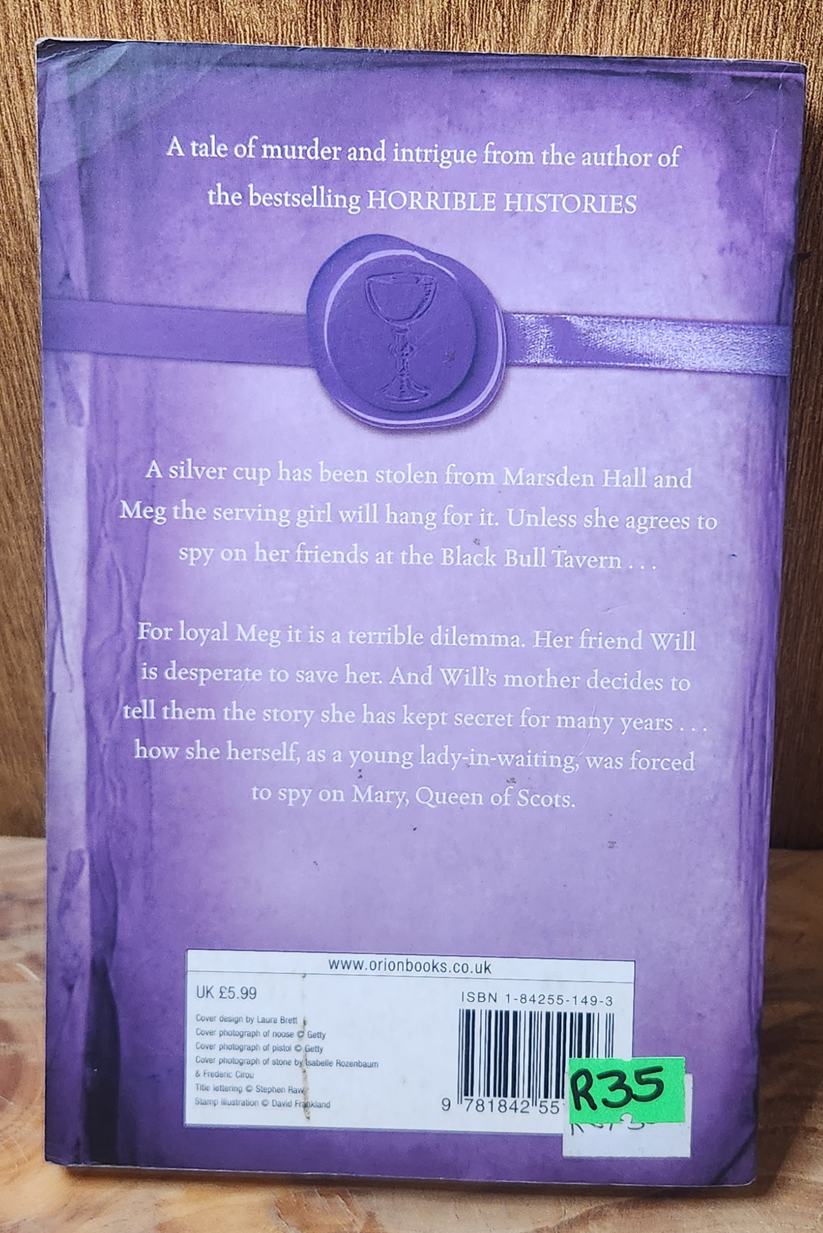 A tale of murder and intrigue from the author of
the bestselling HORRIBLE HISTORIES
A silver cup has been stolen from Marsden Hall and
Meg the serving girl will hang for it. Unless she agrees to
spy on her friends at the Black Bull Tavern . . .
For loyal Meg it is a terrible dilemma. Her friend Will
is desperate to save her. And Will's mother decides to
tell them the story she has kept secret for many years . . .
how she herself, as a young lady-in-waiting, was forced
to spy on Mary, Queen of Scots.
www.orionbooks.co.uk
UK £5.99
Cover design by Laura Brett
Cover photograph of noose © Getty
Cover photograph of pistol © Getty
Cover photograph of stone by Isabelle Rozenbaum
& Frederic Cirou
Title lettering © Stephen Raw
Stamp illustration © David Frankland
ISBN 1-84255-149-3
9 781842 55
R35